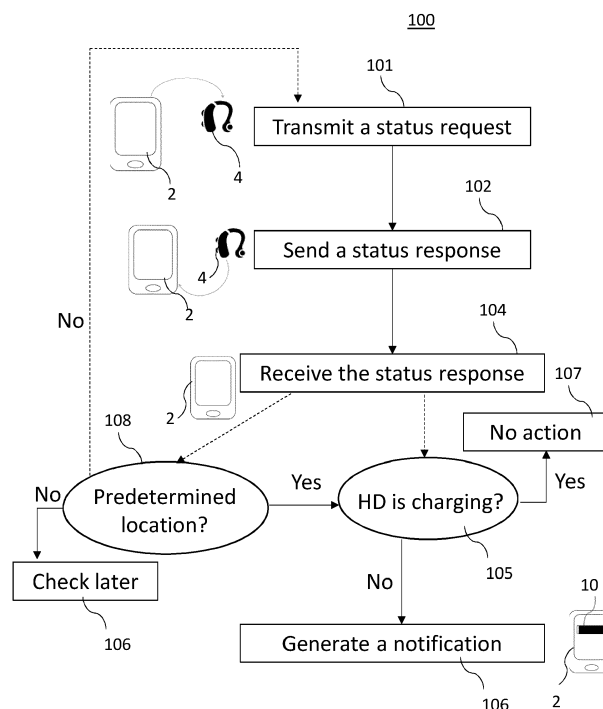 100
101
Transmit a status request
2
4
102
Send a status response
4
2
No
104
Receive the status response
2
107
No action
108
Predetermined
location?
Yes
HD is charging?
Yes
105
No
Check later
106
No
10
Generate a notification
106
2